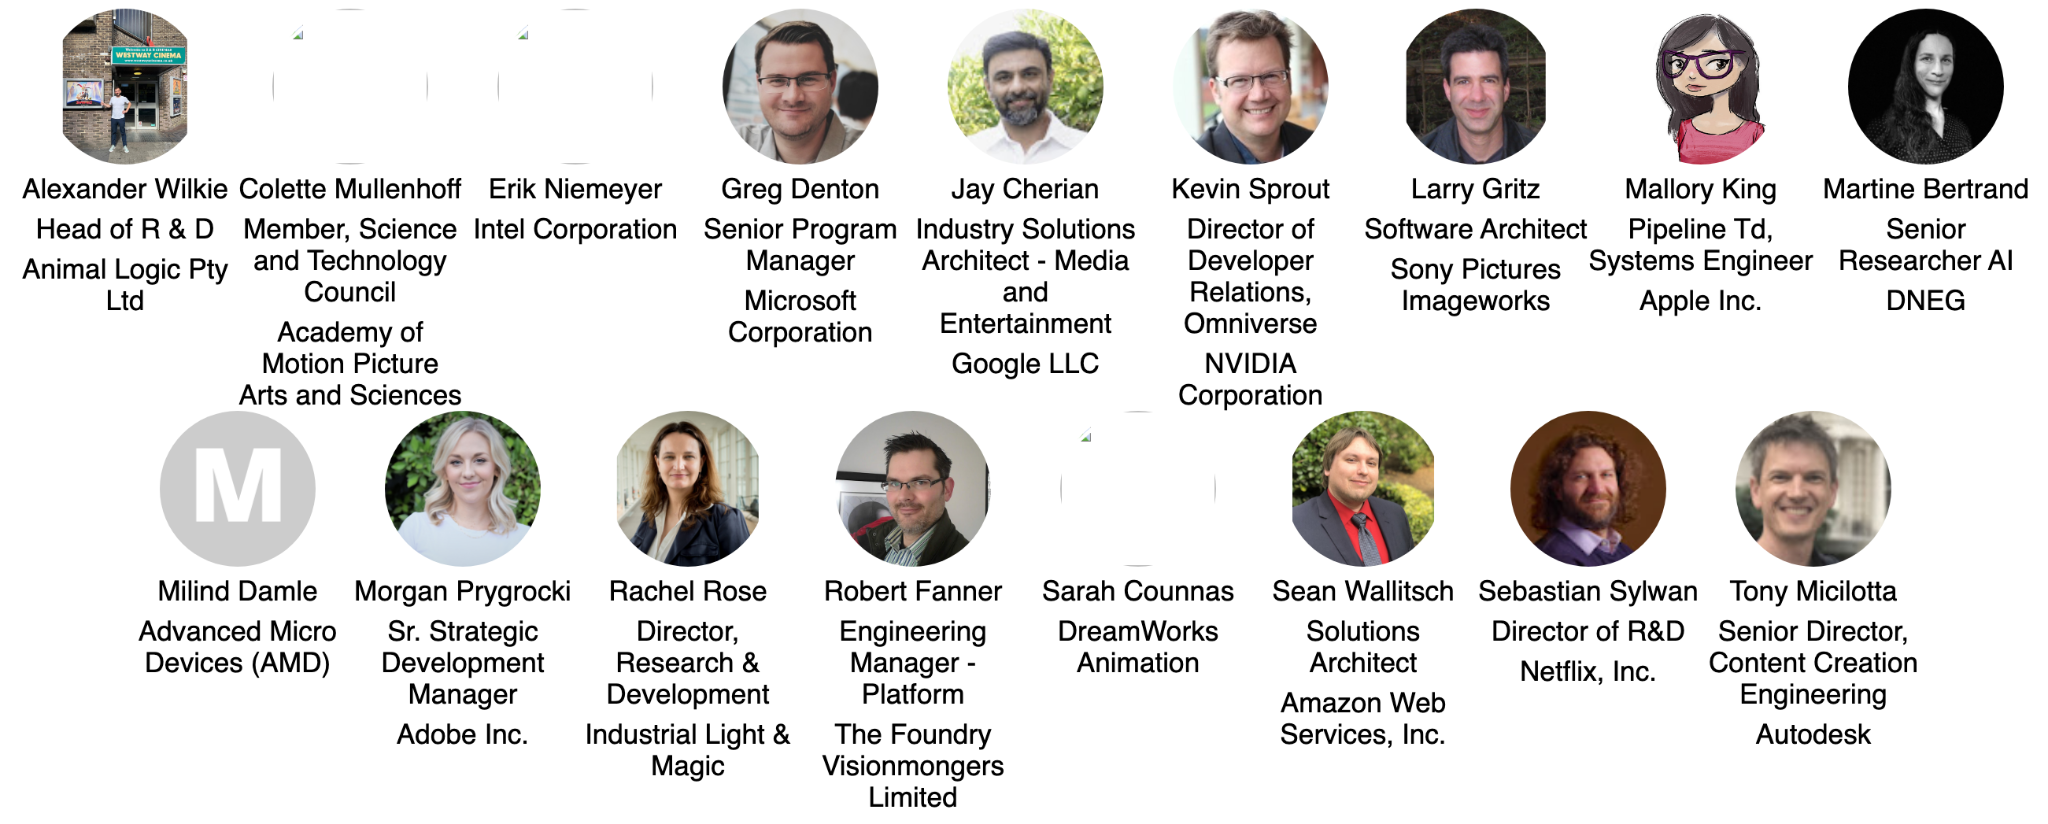 Welcome to
WESTWAY CINEMA
Alexander Wilkie
Head of R & D
Animal Logic Pty
Ltd
Colette Mullenhoff
Member, Science
and Technology
Council
Academy of
Motion Picture
Arts and Sciences
Erik Niemeyer
Intel Corporation
Greg Denton
Senior Program
Manager
Microsoft
Corporation
Jay Cherian
Industry Solutions
Architect - Media
and
Entertainment
Google LLC
Kevin Sprout
Director of
Developer
Relations,
Omniverse
NVIDIA
Corporation
Larry Gritz
Software Architect
Sony Pictures
Imageworks
Mallory King
Pipeline Td,
Systems Engineer
Apple Inc.
Martine Bertrand
Senior
Researcher AI
DNEG
M
Milind Damle
Advanced Micro
Devices (AMD)
Morgan Prygrocki
Sr. Strategic
Development
Manager
Adobe Inc.
Rachel Rose
Director,
Research &
Development
Industrial Light &
Magic
Robert Fanner
Engineering
Manager -
Platform
The Foundry
Visionmongers
Limited
Sarah Counnas
DreamWorks
Animation
Sean Wallitsch
Solutions
Architect
Amazon Web
Services, Inc.
Sebastian Sylwan
Director of R&D
Netflix, Inc.
Tony Micilotta
Senior Director,
Content Creation
Engineering
Autodesk